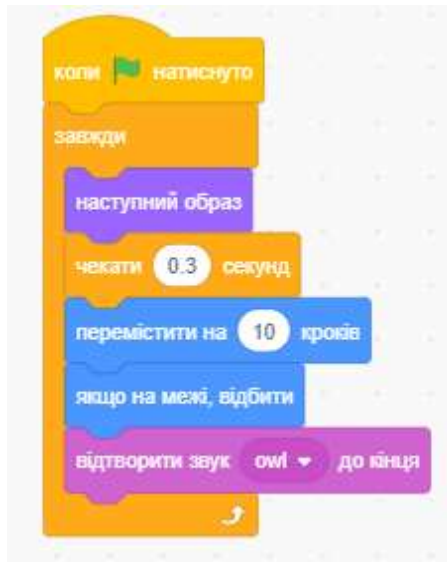 коли натиснуто
завжди
наступний образ
чекати 0.3 секунд
перемістити на 10 кроків
якщо на межі, відбити
відтворити звук owl до кінця